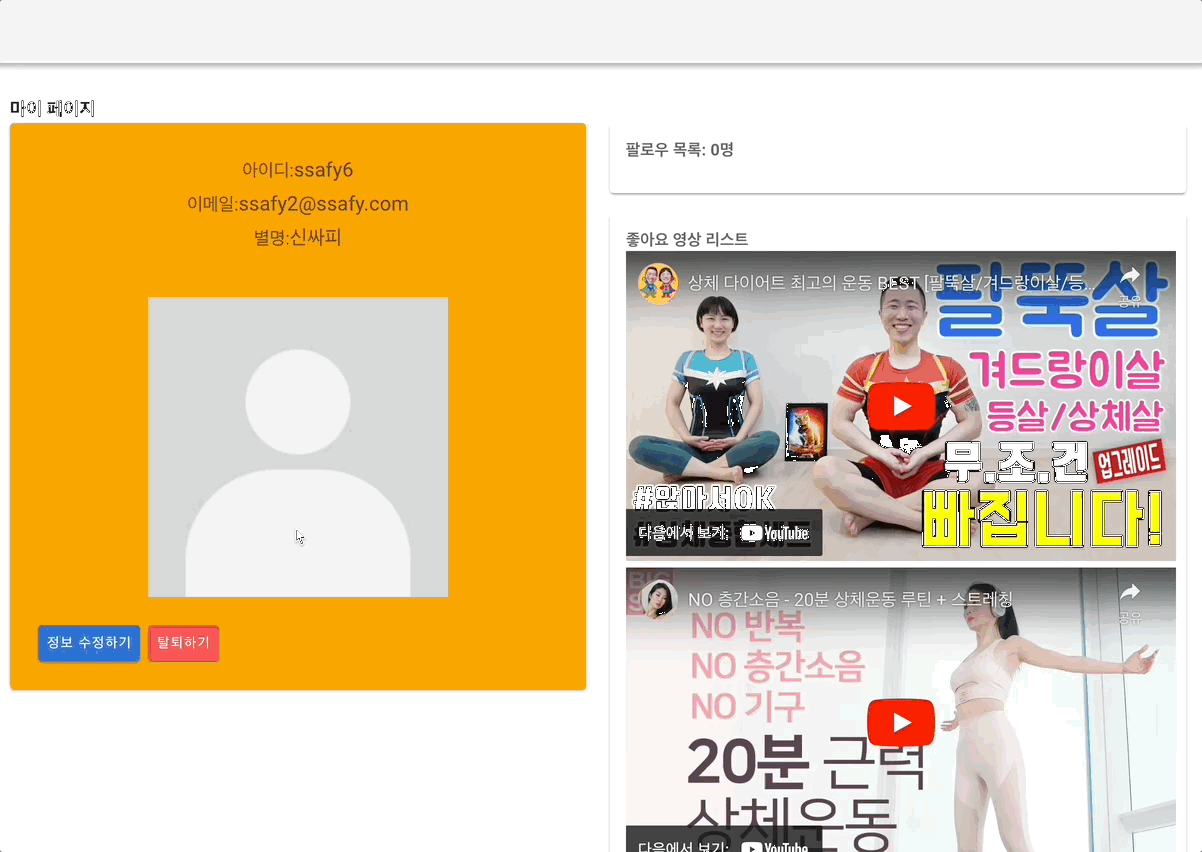 마이 페이지
아이디:ssafy6
이메일:ssafy2@ssafy.com
별명:신싸피
정보 수정하기
탈퇴하기
팔로우 목록: 0명
좋아요 영상 리스트
상체 다이어트 최고의 운동 BEST [팔뚝살/겨드랑이살/등...
공유
팔뚝살
겨드랑이살
등살/상체살
무.조.건
업그레이드
빠집니다!
#앉아서OK
다음에서 보기: YouTube
NO 층간소음 - 20분 상체운동 루틴 + 스트레칭
공유
NO 반복
NO 층간소음
NO 기구
20분 근력
상체운동
다음에서 보기: YouTube